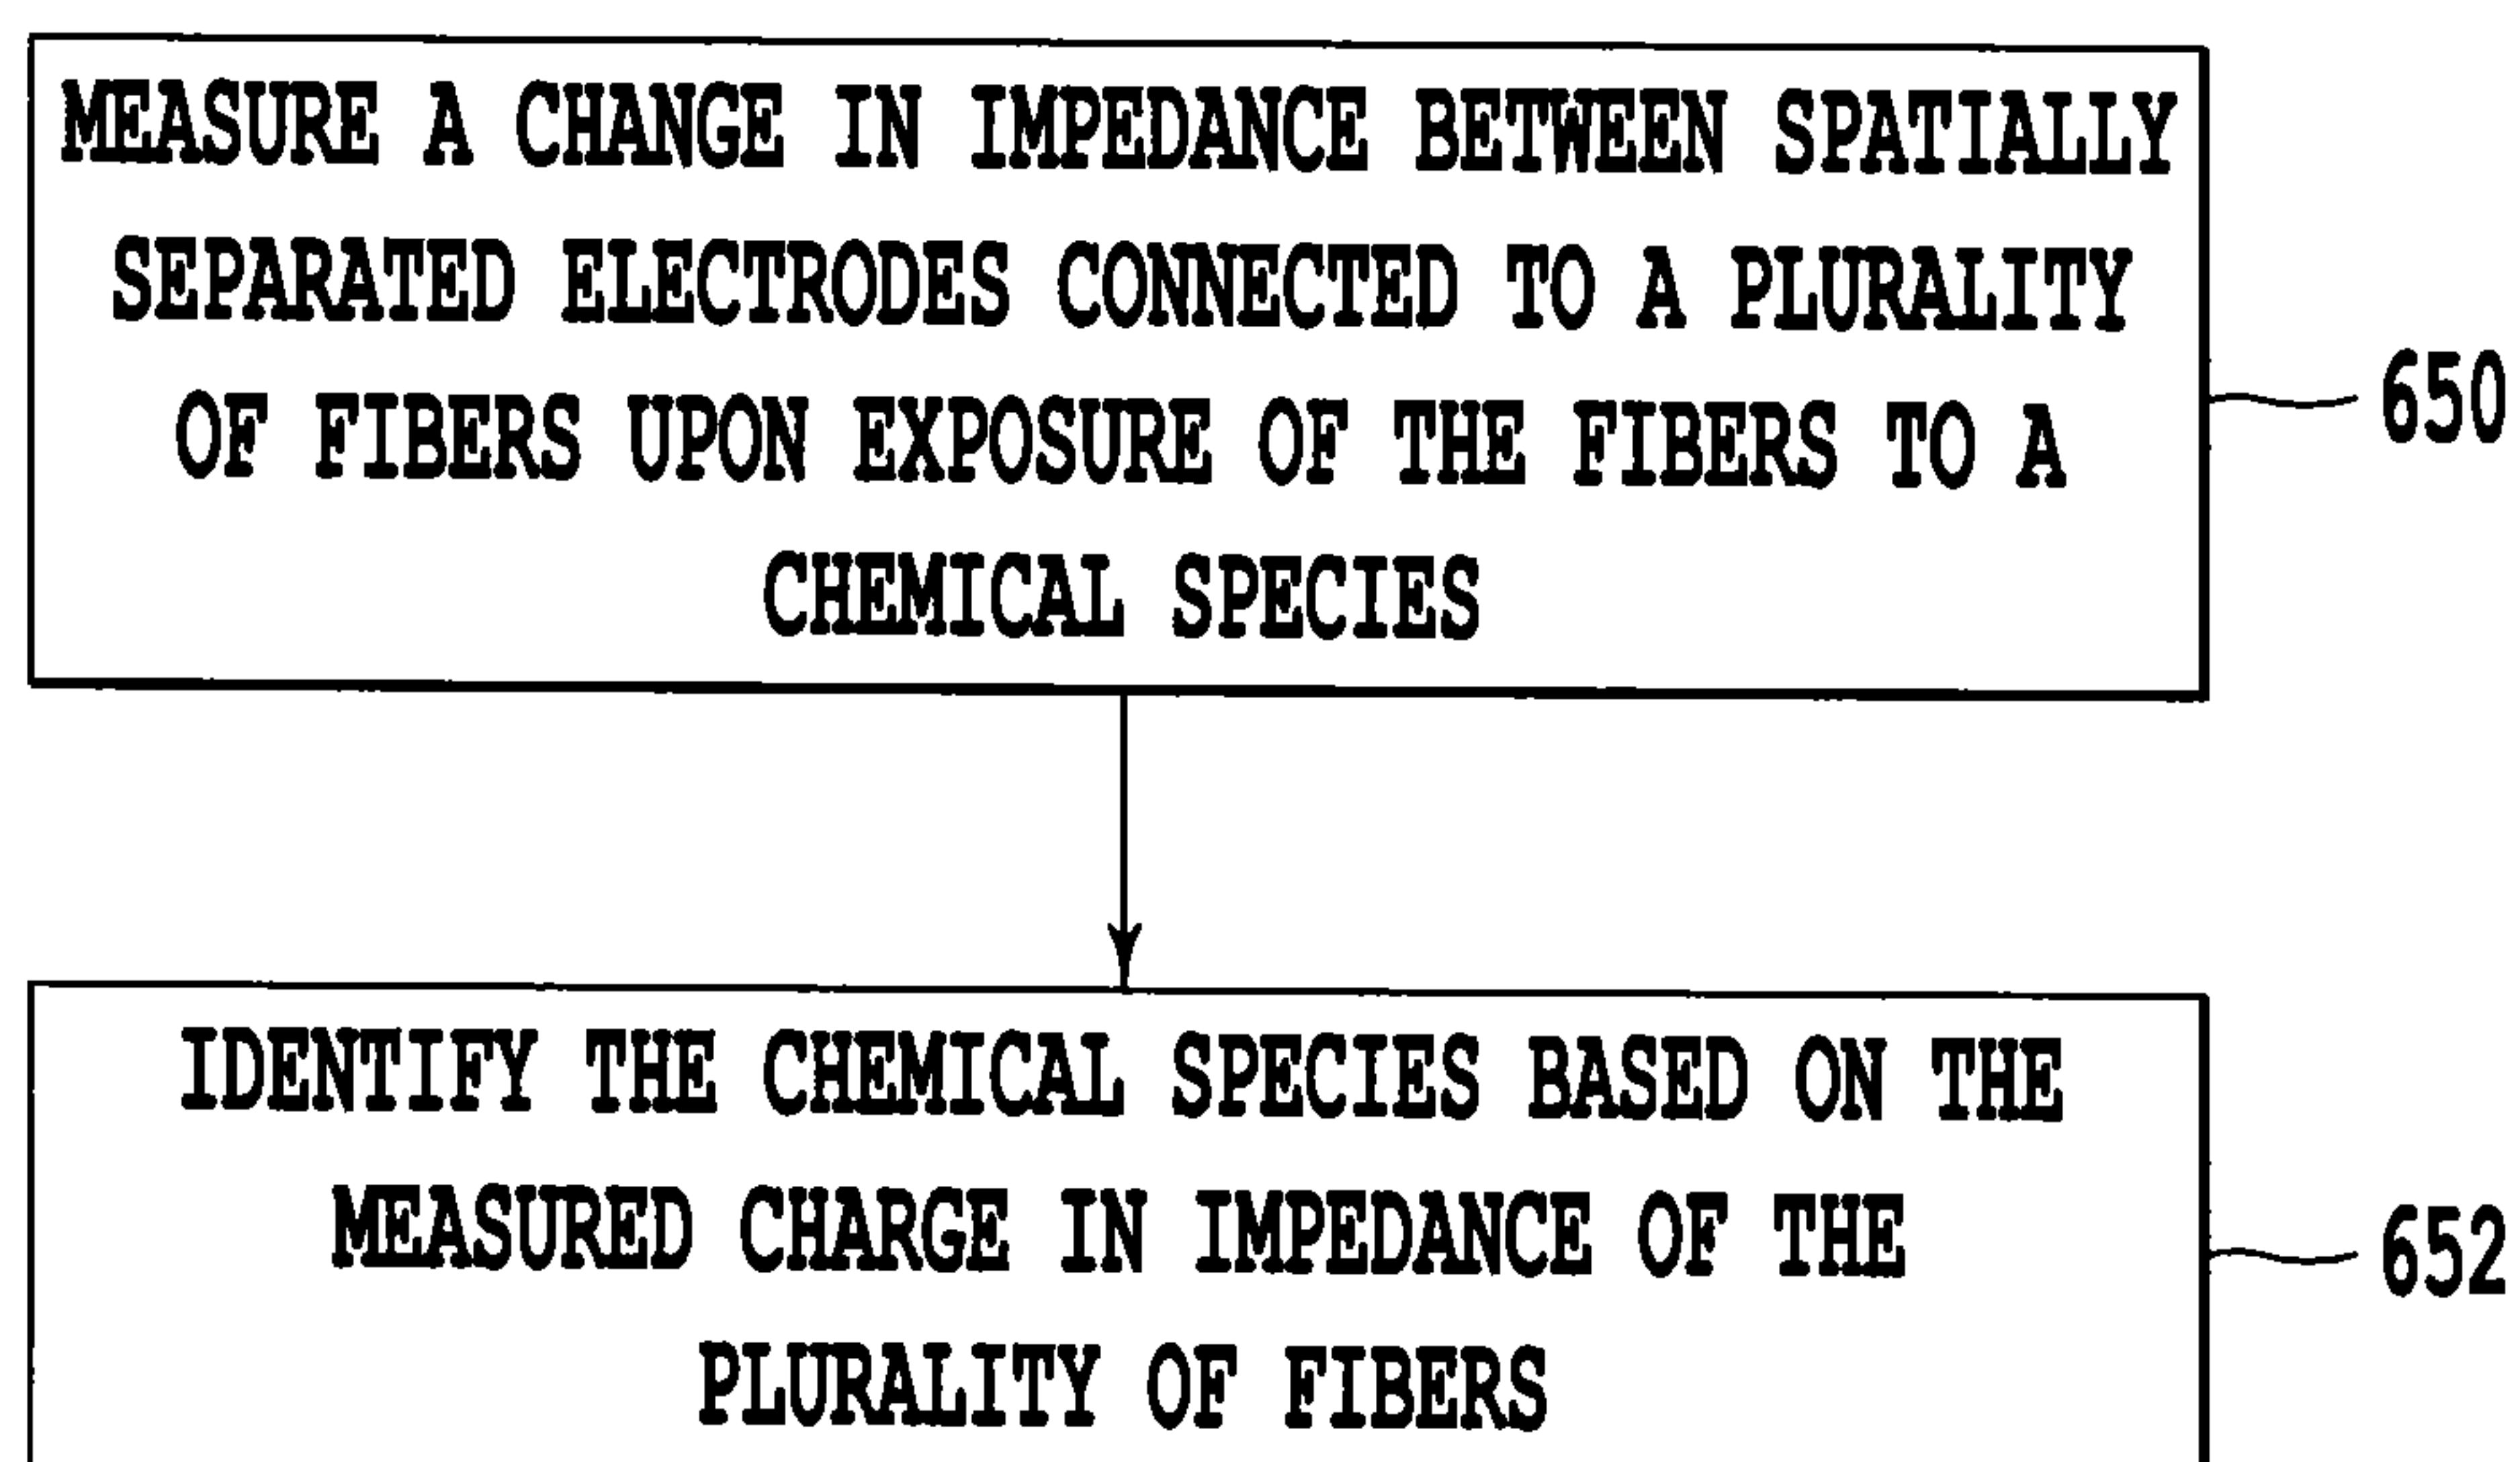 MEASURE A CHANGE IN IMPEDANCE BETWEEN SPATIALLY
SEPARATED ELECTRODES CONNECTED TO A PLURALITY
OF FIBERS UPON EXPOSURE OF THE FIBERS TO A
CHEMICAL SPECIES
650
IDENTIFY THE CHEMICAL SPECIES BASED ON THE
MEASURED CHARGE IN IMPEDANCE OF THE
PLURALITY OF FIBERS
652